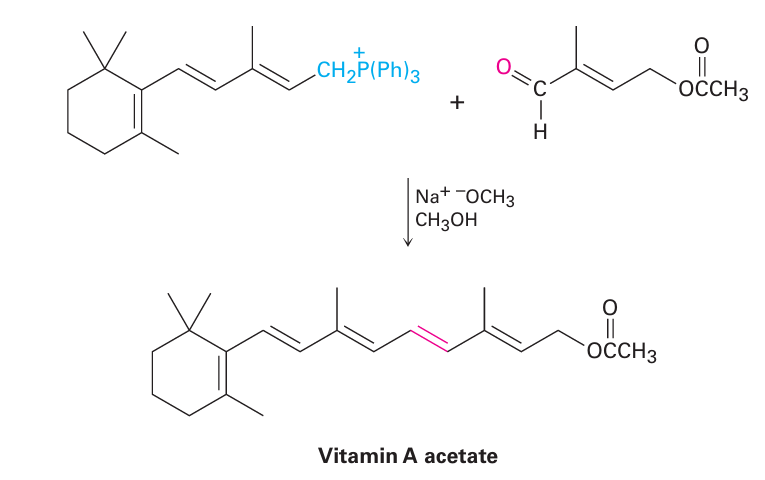 CH₂P⁺(Ph)₃
+
O
C
H
O
OCCH₃
Na⁺ ⁻OCH₃
CH₃OH
O
OCCH₃
Vitamin A acetate